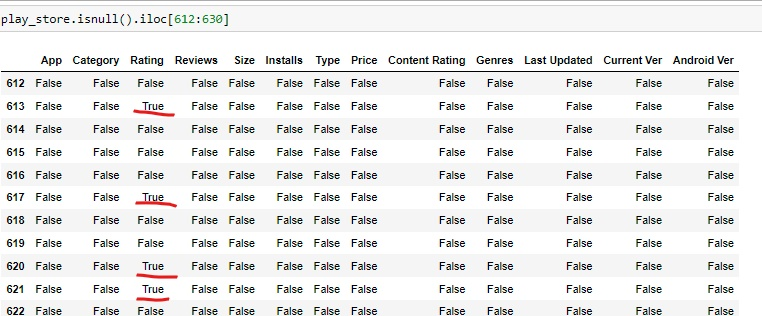 play_store.isnull().iloc[612:630]
App Category Rating Reviews Size Installs Type Price Content Rating Genres Last Updated Current Ver Android Ver
612 False False False False False False False False False False False False False
613 False False True False False False False False False False False False False
614 False False False False False False False False False False False False False
615 False False False False False False False False False False False False False
616 False False False False False False False False False False False False False
617 False False True False False False False False False False False False False
618 False False False False False False False False False False False False False
619 False False False False False False False False False False False False False
620 False False True False False False False False False False False False False
621 False False True False False False False False False False False False False
622 False False False False False False False False False False False False False